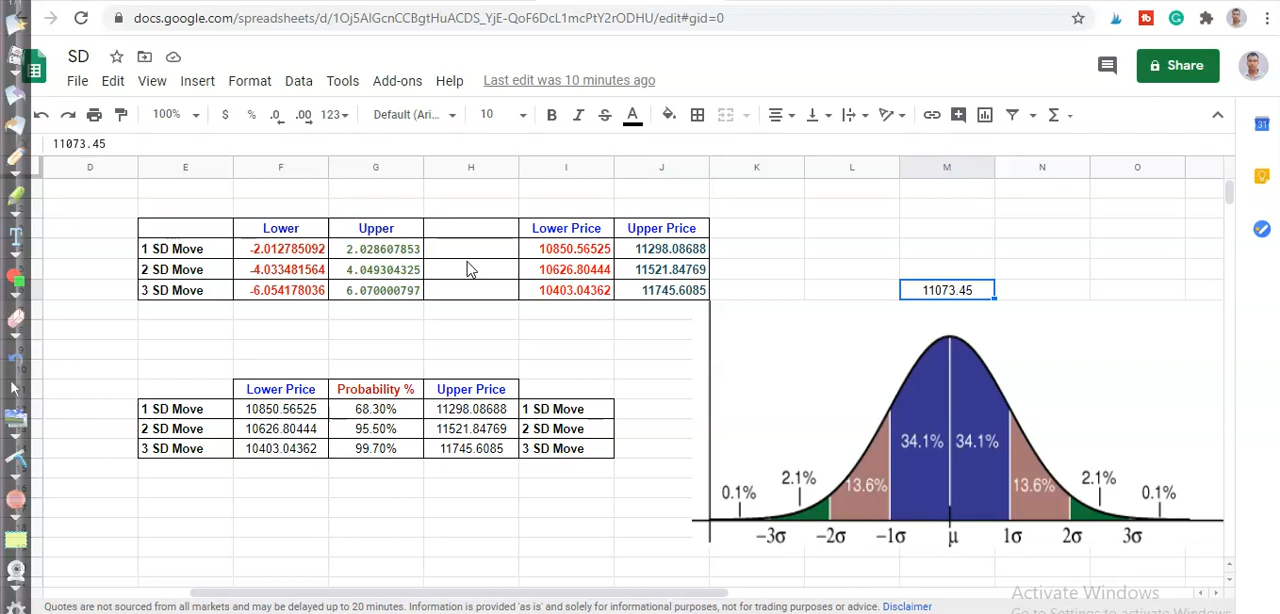 docs.google.com/spreadsheets/d/1Oj5AIGcnCCBgtHuACDS_YjE-QoF6DcL1mcPtY2rODHU/edit#gid=0
SD
File Edit View Insert Format Data Tools Add-ons Help Last edit was 10 minutes ago
Share
100% $ % .0 .00 123 Default (Ari... 10 B I S A Σ
11073.45
D E F G H I J K L M N O
Lower Upper Lower Price Upper Price
1 SD Move -2.012785092 2.028607853 10850.56525 11298.08688
2 SD Move -4.033481564 4.049304325 10626.80444 11521.84769
3 SD Move -6.054178036 6.070000797 10403.04362 11745.6085
11073.45
Lower Price Probability % Upper Price
1 SD Move 10850.56525 68.30% 11298.08688 1 SD Move
2 SD Move 10626.80444 95.50% 11521.84769 2 SD Move
3 SD Move 10403.04362 99.70% 11745.6085 3 SD Move
34.1% 34.1%
13.6% 13.6%
2.1% 2.1%
0.1% 0.1%
−3σ −2σ −1σ μ 1σ 2σ 3σ
Activate Windows
Go to Settings to activate Windows
Quotes are not sourced from all markets and may be delayed up to 20 minutes. Information is provided 'as is' and solely for informational purposes, not for trading purposes or advice. Disclaimer